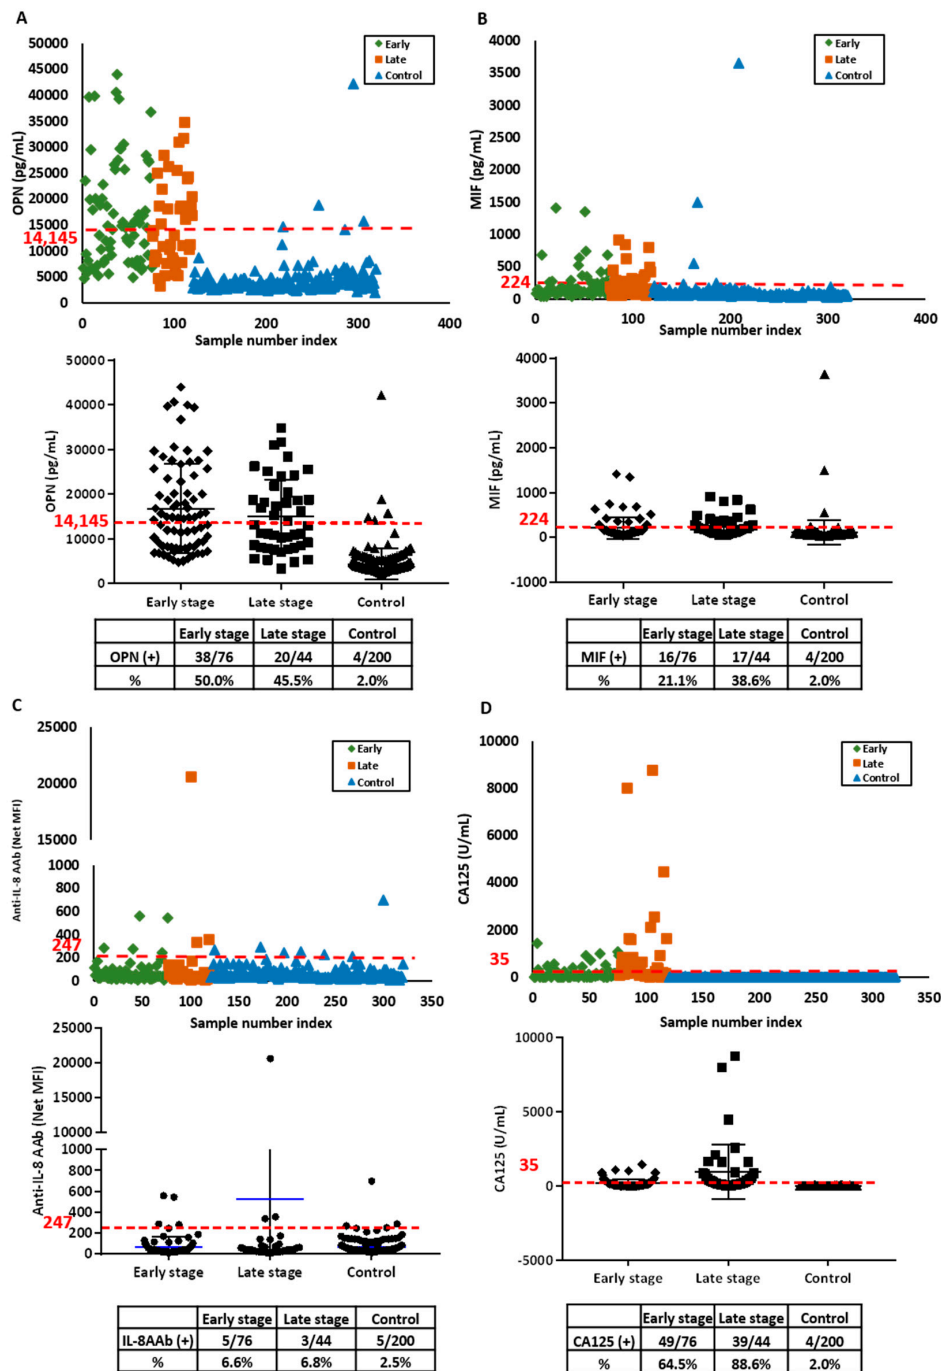 A
50000
45000
40000
35000
30000
25000
20000
15000
10000
5000
0
OPN (pg/mL)
14,145
Early
Late
Control
0 100 200 300 400
Sample number index
50000
40000
30000
20000
10000
0
OPN (pg/mL)
14,145
Early stage Late stage Control
Early stage Late stage Control
OPN (+) 38/76 20/44 4/200
% 50.0% 45.5% 2.0%
B
4000
3500
3000
2500
2000
1500
1000
500
0
MIF (pg/mL)
224
Early
Late
Control
0 100 200 300 400
Sample number index
4000
3000
2000
1000
0
-1000
MIF (pg/mL)
224
Early stage Late stage Control
Early stage Late stage Control
MIF (+) 16/76 17/44 4/200
% 21.1% 38.6% 2.0%
C
25000
20000
15000
1000
800
600
400
200
0
Anti-IL-8 AAb (Net MFI)
247
Early
Late
Control
0 50 100 150 200 250 300 350
Sample number index
25000
20000
15000
10000
1000
800
600
400
200
0
Anti-IL-8 AAb (Net MFI)
247
Early stage Late stage Control
Early stage Late stage Control
IL-8AAb (+) 5/76 3/44 5/200
% 6.6% 6.8% 2.5%
D
10000
8000
6000
4000
2000
0
CA125 (U/mL)
35
Early
Late
Control
0 50 100 150 200 250 300 350
Sample number index
10000
5000
0
-5000
CA125 (U/mL)
35
Early stage Late stage Control
Early stage Late stage Control
CA125 (+) 49/76 39/44 4/200
% 64.5% 88.6% 2.0%